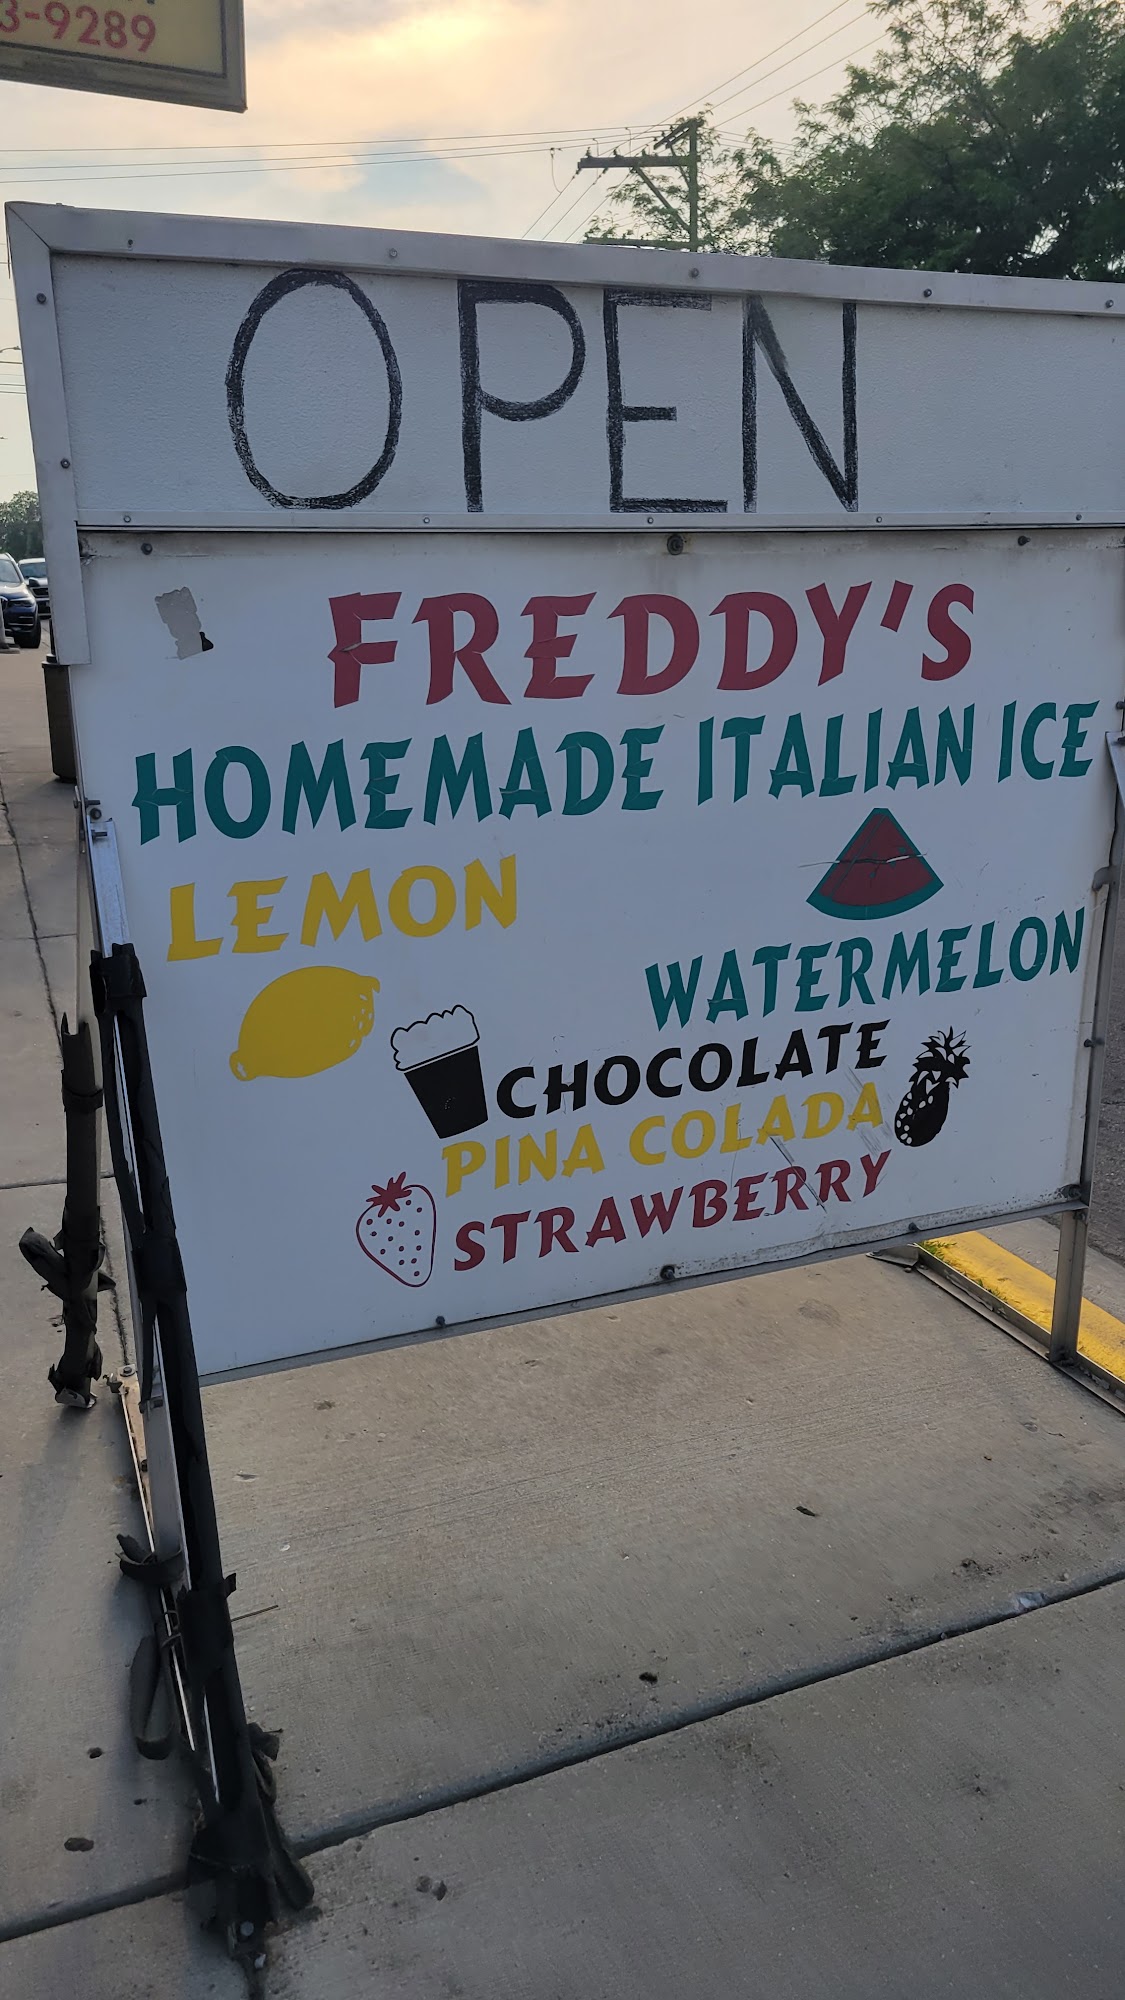 3-9289
OPEN
FREDDY'S
HOMEMADE ITALIAN ICE
LEMON
WATERMELON
CHOCOLATE
PINA COLADA
STRAWBERRY